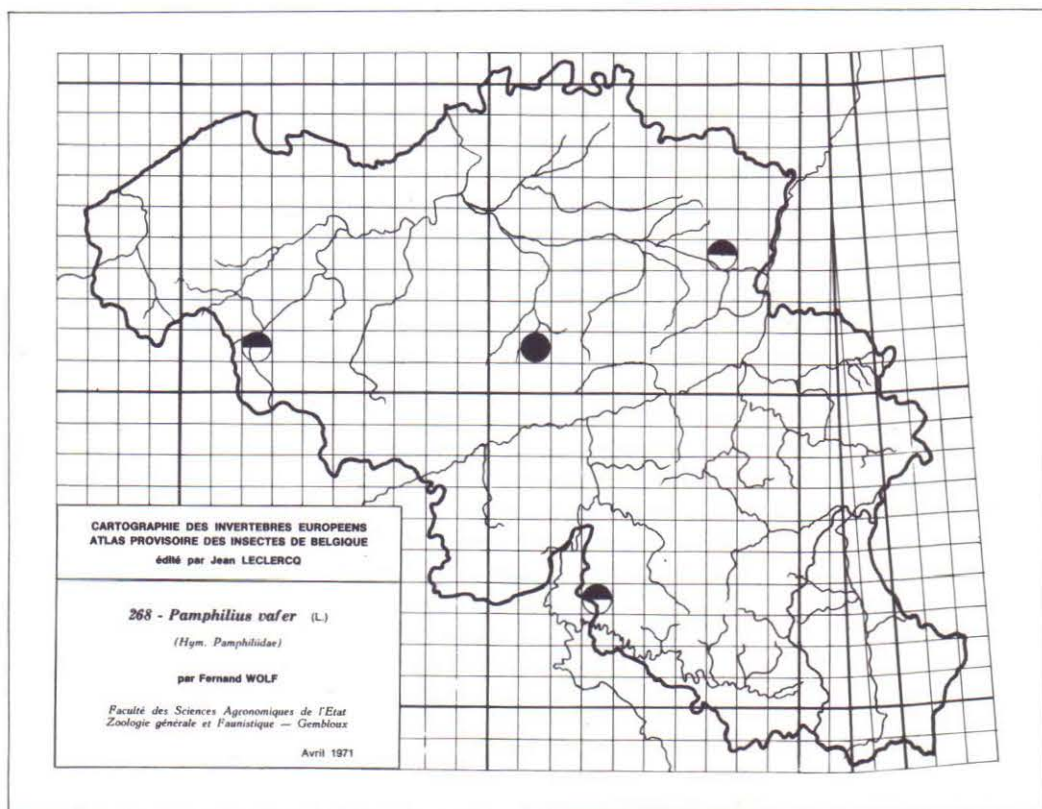 CARTOGRAPHIE DES INVERTEBRES EUROPEENS
ATLAS PROVISOIRE DES INSECTES DE BELGIQUE
édité par Jean LECLERCQ
268 - Pamphilius vafer (L.)
(Hym. Pamphiliidae)
par Fernand WOLF
Faculté des Sciences Agronomiques de l'Etat
Zoologie générale et Faunistique — Gembloux
Avril 1971